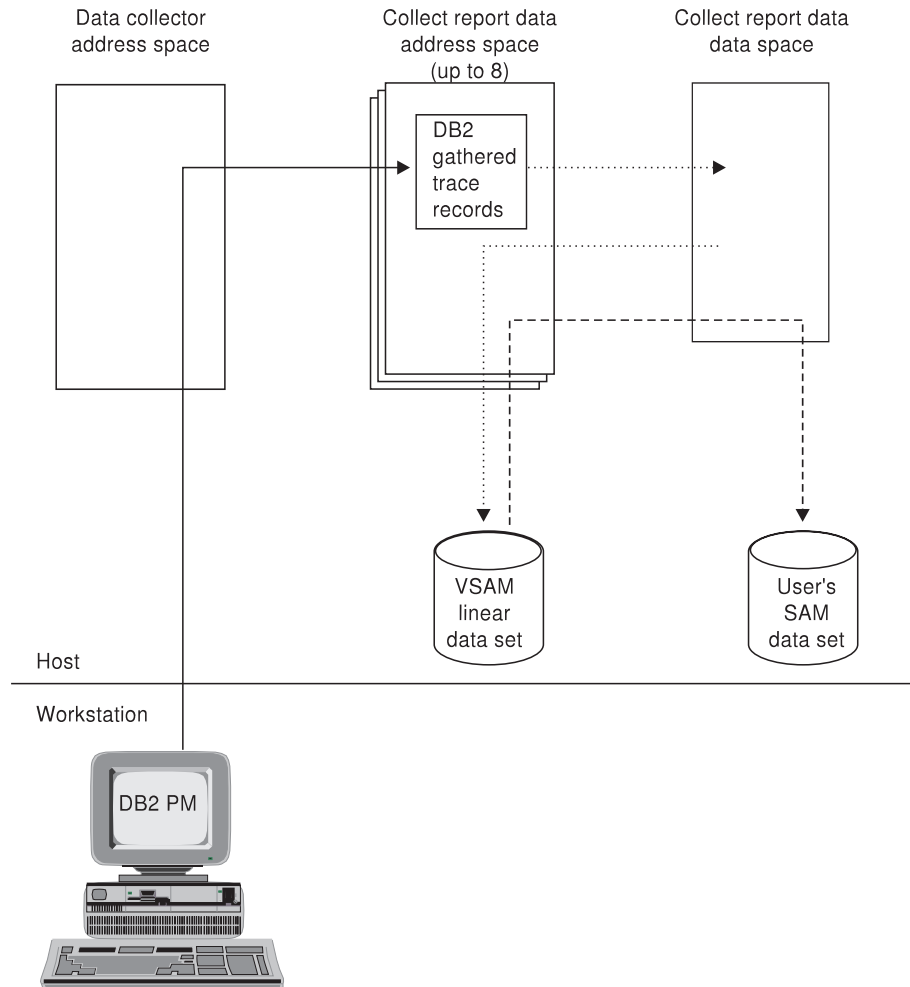 Data collector
address space
Collect report data
address space
(up to 8)
Collect report data
data space
DB2
gathered
trace
records
VSAM
linear
data set
User's
SAM
data set
Host
Workstation
DB2 PM